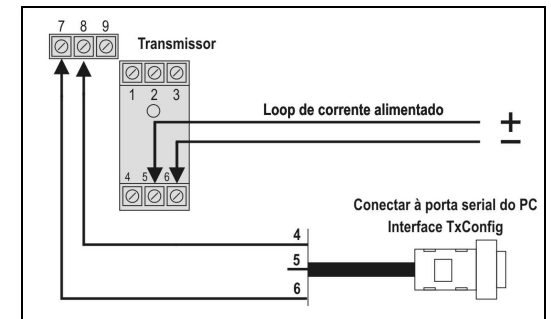 7 8 9
Transmissor
1 2 3
Loop de corrente alimentado
+
−
4 5 6
Conectar à porta serial do PC
Interface TxConfig
4
5
6